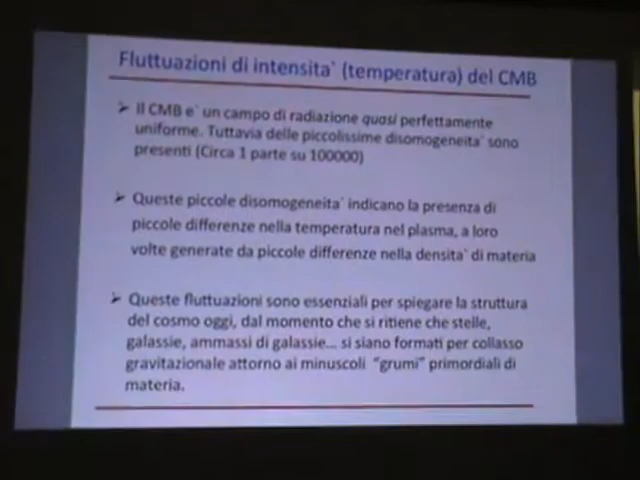 Fluttuazioni di intensita` (temperatura) del CMB
➢ Il CMB e` un campo di radiazione quasi perfettamente
uniforme. Tuttavia delle piccolissime disomogeneita` sono
presenti (Circa 1 parte su 100000)
➢ Queste piccole disomogeneita` indicano la presenza di
piccole differenze nella temperatura nel plasma, a loro
volte generate da piccole differenze nella densita` di materia
➢ Queste fluttuazioni sono essenziali per spiegare la struttura
del cosmo oggi, dal momento che si ritiene che stelle,
galassie, ammassi di galassie... si siano formati per collasso
gravitazionale attorno ai minuscoli "grumi" primordiali di
materia.